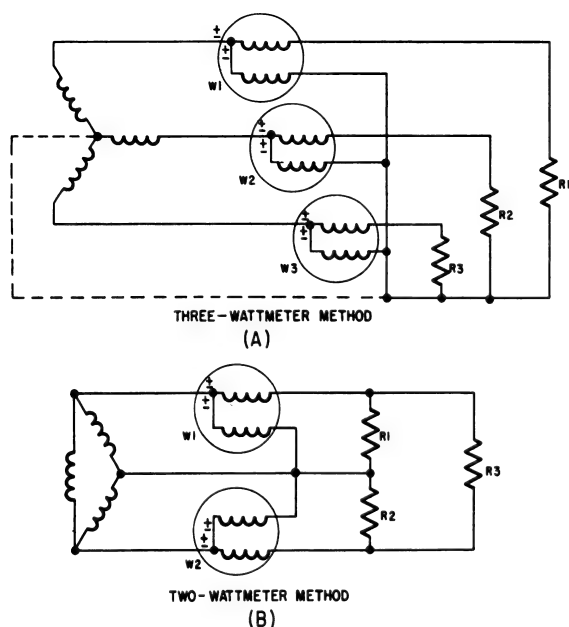 ±
±
W1
±
±
W2
±
±
W3
R1
R2
R3
THREE-WATTMETER METHOD
(A)
±
±
W1
R1
R3
±
±
W2
R2
TWO-WATTMETER METHOD
(B)